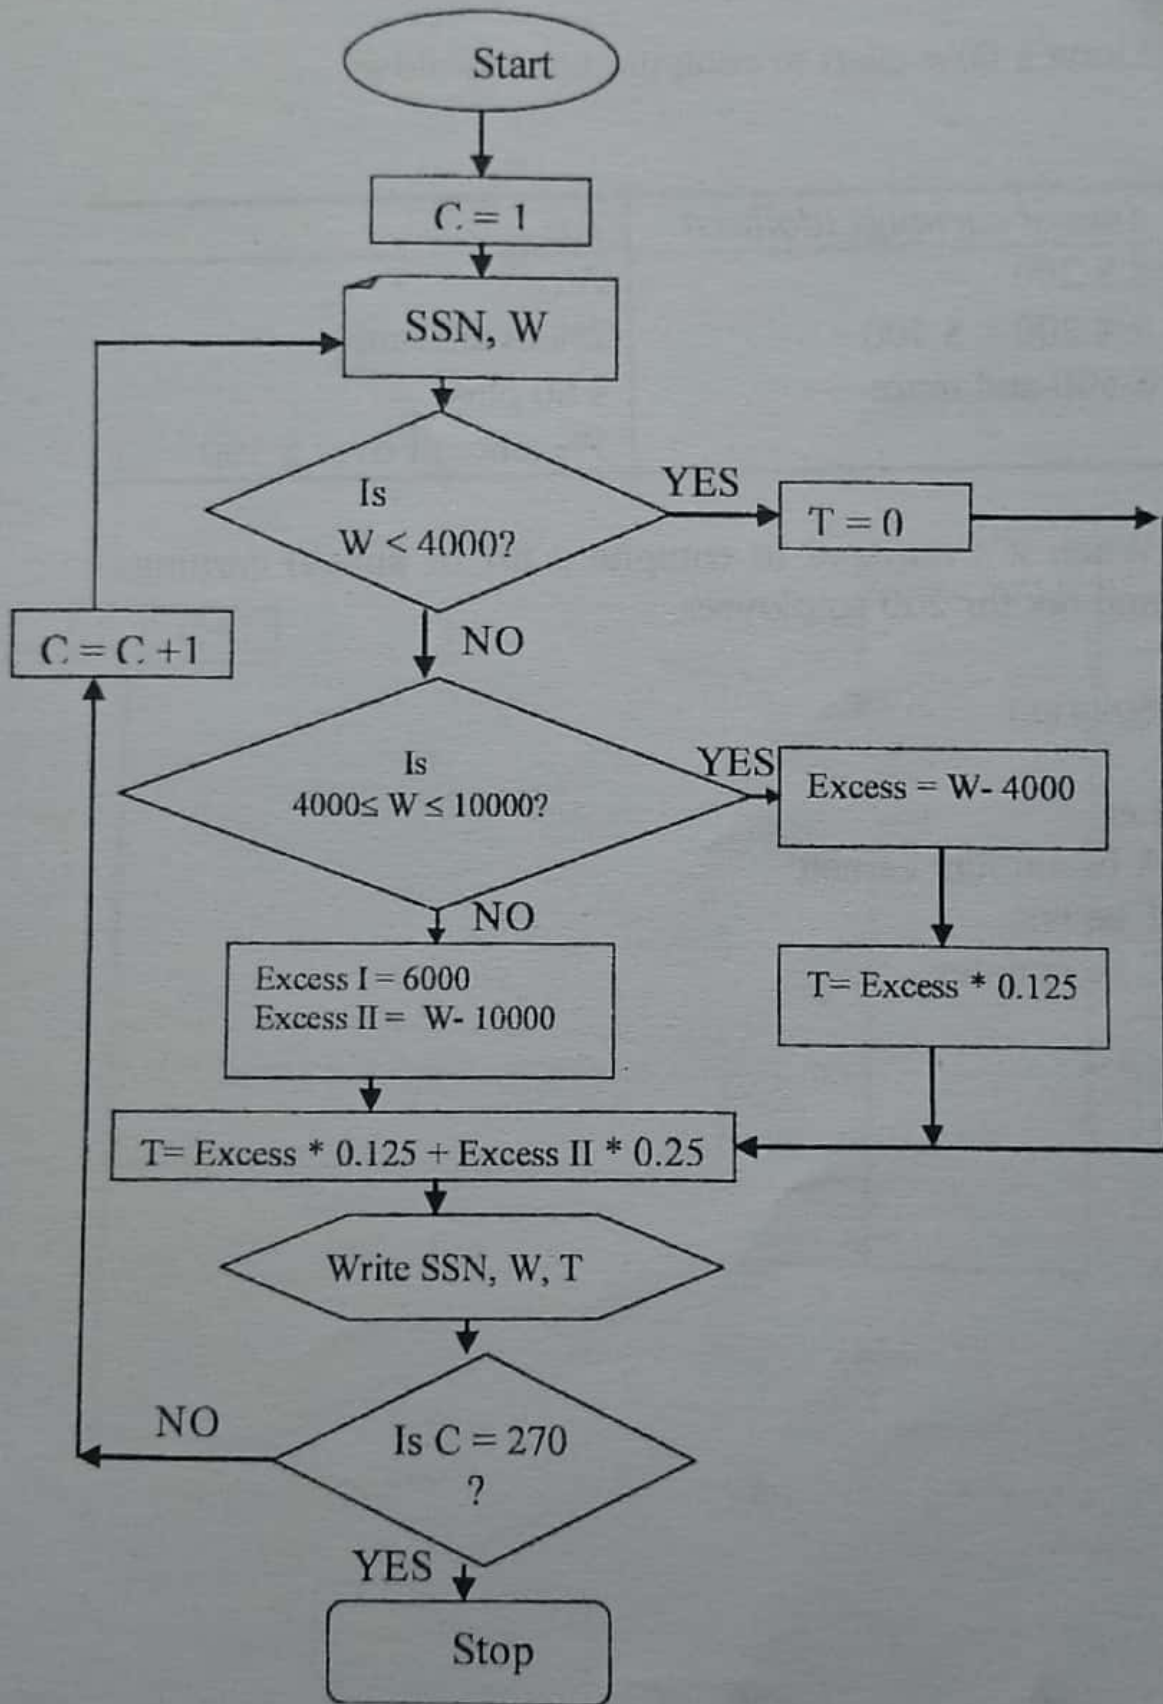 Start
C = 1
SSN, W
Is
W < 4000?
YES
T = 0
NO
C = C +1
Is
4000≤ W ≤ 10000?
YES
Excess = W- 4000
NO
Excess I = 6000
Excess II = W- 10000
T= Excess * 0.125
T= Excess * 0.125 + Excess II * 0.25
Write SSN, W, T
Is C = 270
?
NO
YES
Stop